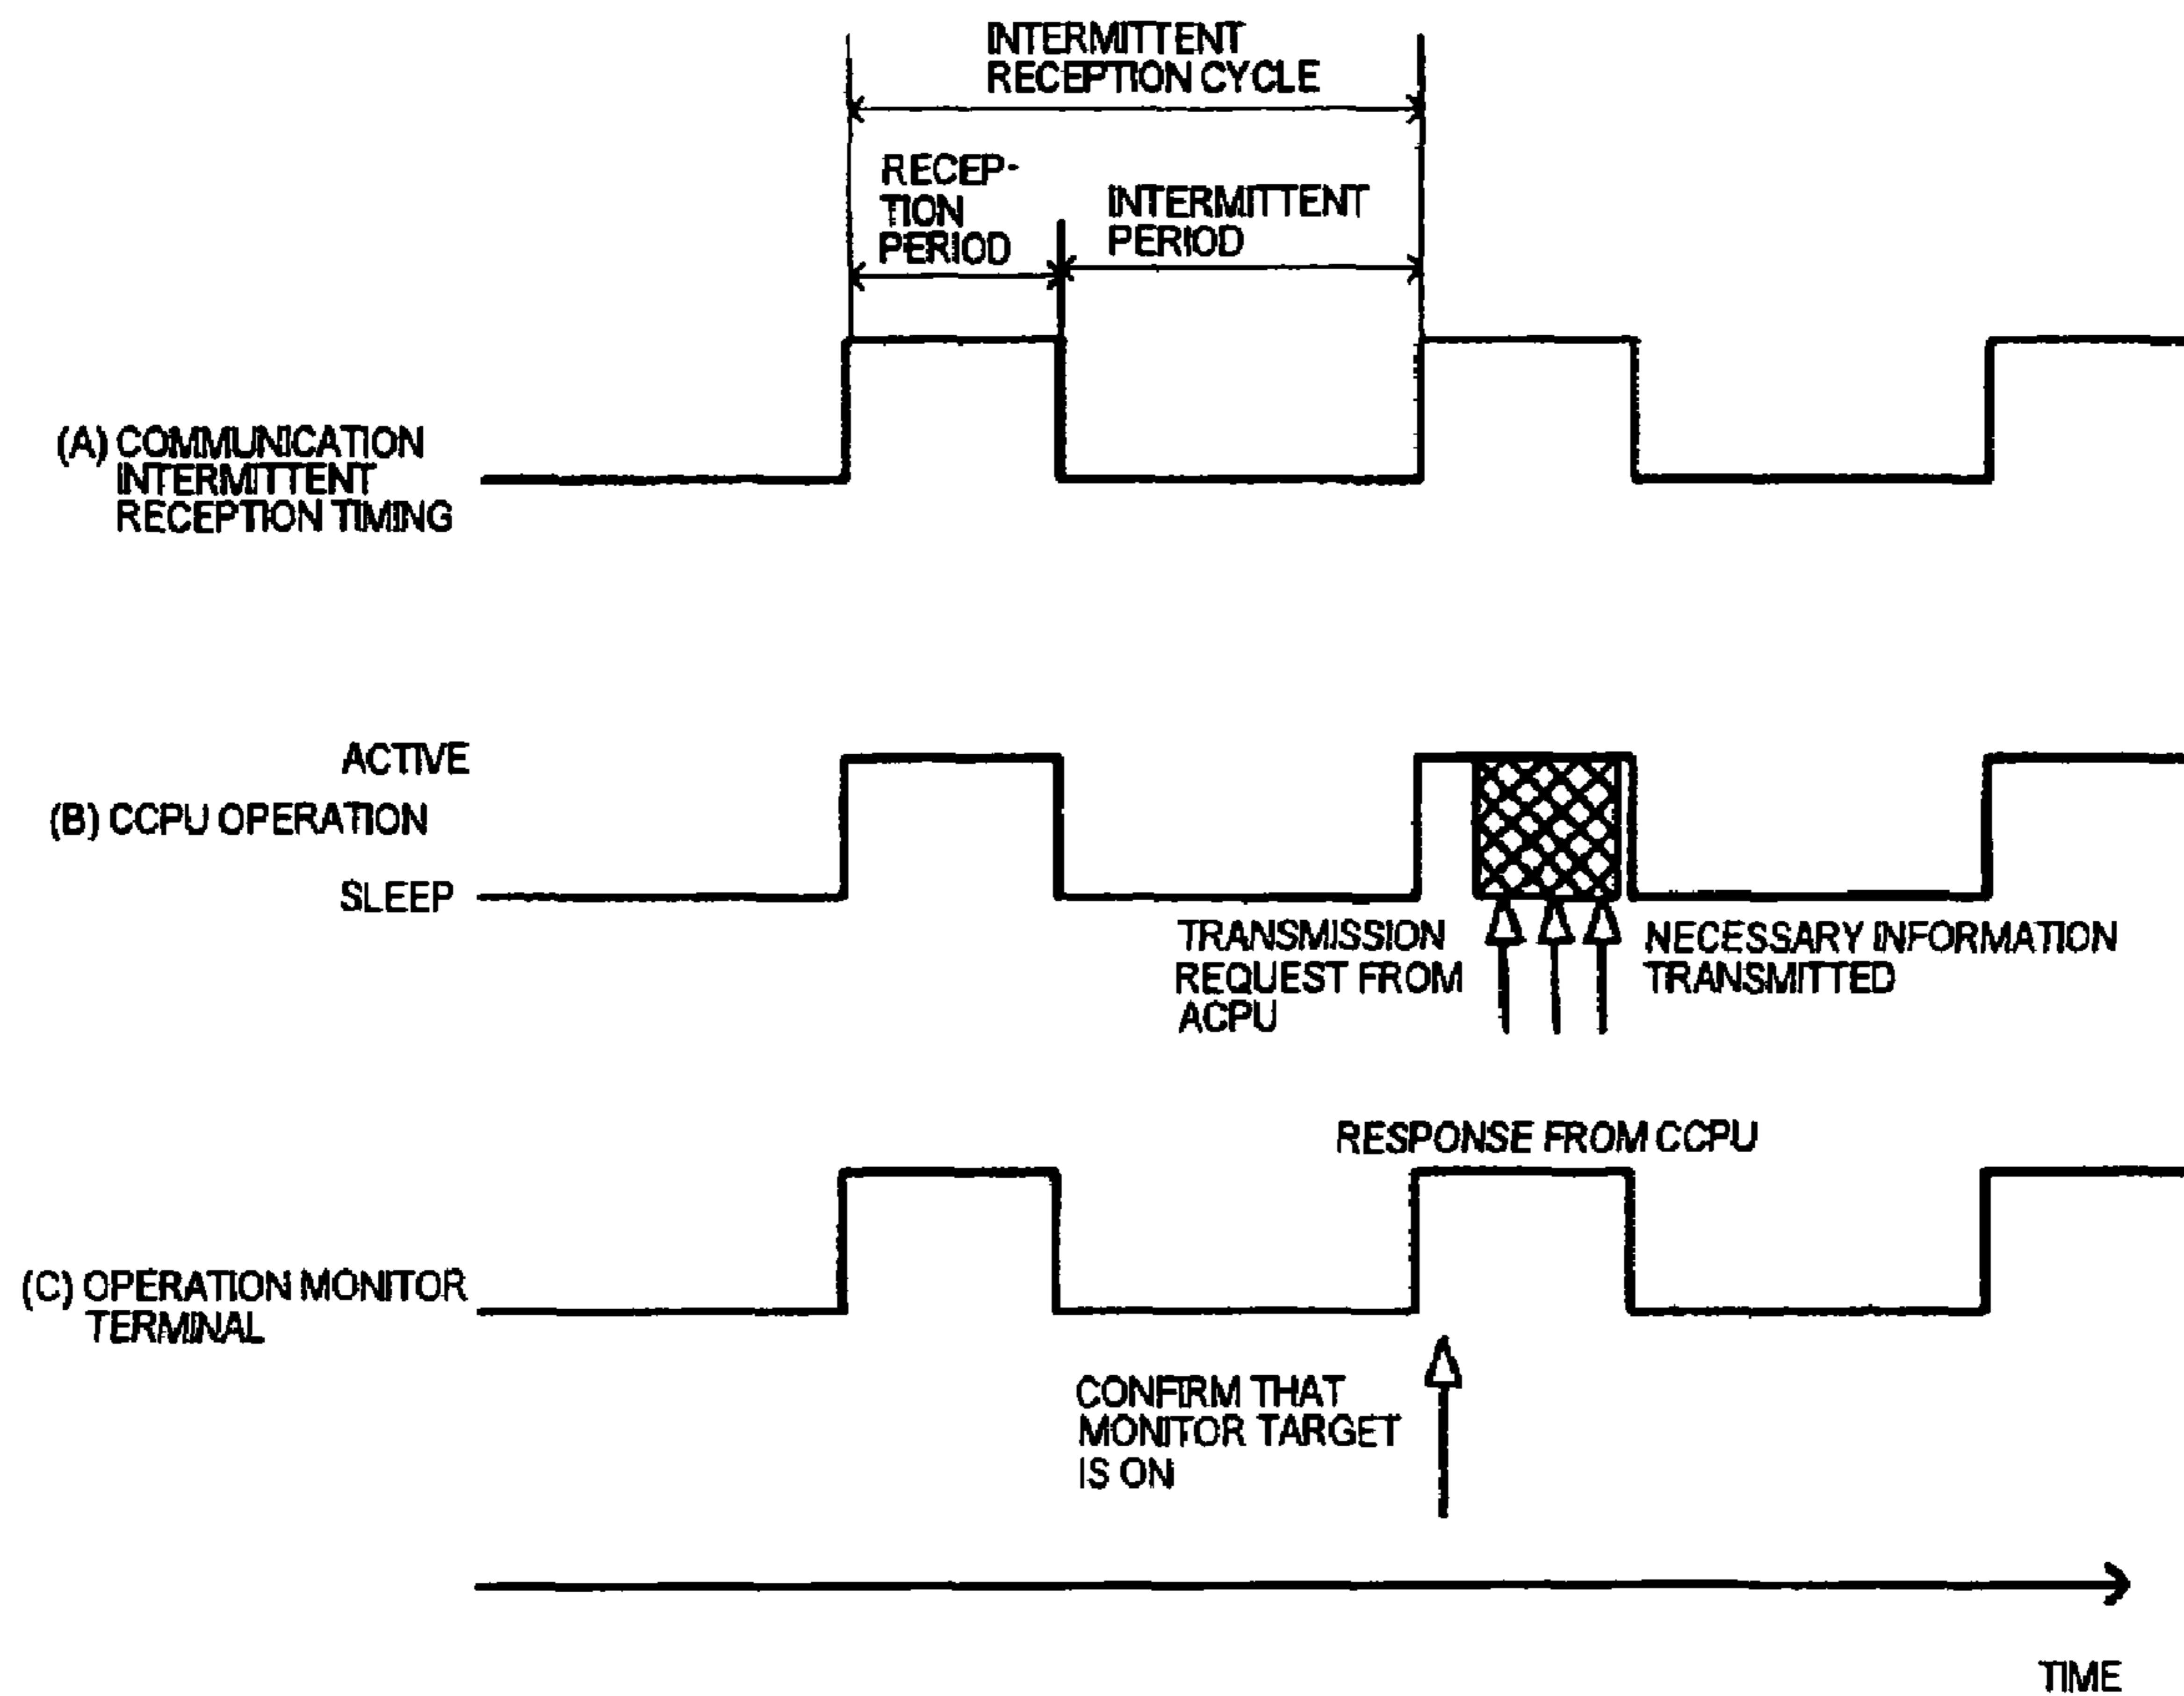 INTERMITTENT
RECEPTION CYCLE
RECEP-
TION
PERIOD
INTERMITTENT
PERIOD
(A) COMMUNICATION
INTERMITTENT
RECEPTION TIMING
ACTIVE
(B) CCPU OPERATION
SLEEP
TRANSMISSION
REQUEST FROM
ACPU
NECESSARY INFORMATION
TRANSMITTED
RESPONSE FROM CCPU
(C) OPERATION MONITOR
TERMINAL
CONFIRM THAT
MONITOR TARGET
IS ON
TIME